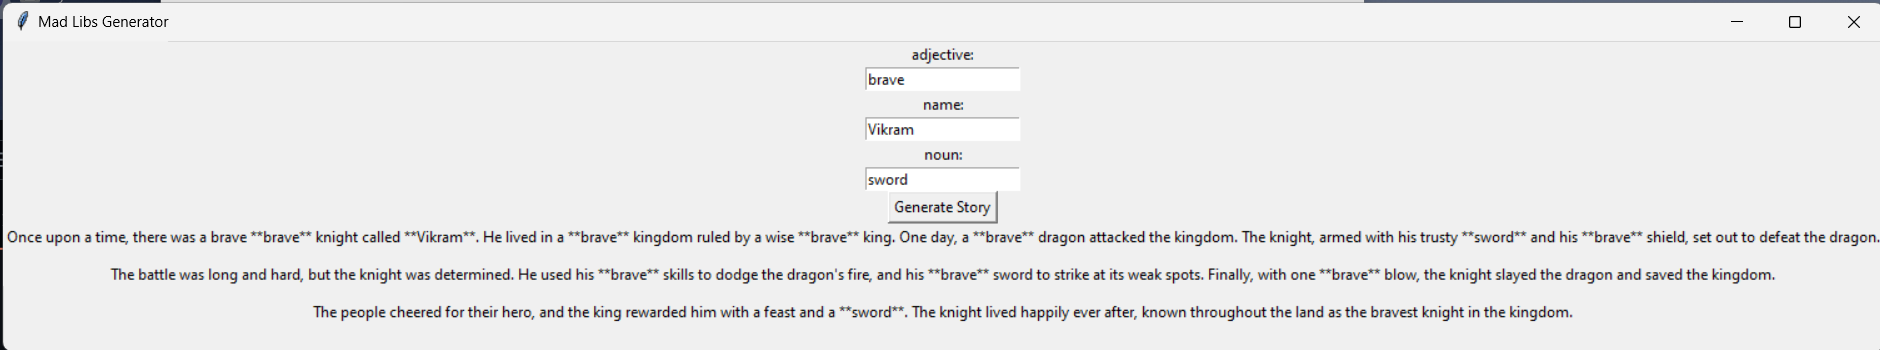 Mad Libs Generator
adjective:
brave
name:
Vikram
noun:
sword
Generate Story
Once upon a time, there was a brave **brave** knight called **Vikram**. He lived in a **brave** kingdom ruled by a wise **brave** king. One day, a **brave** dragon attacked the kingdom. The knight, armed with his trusty **sword** and his **brave** shield, set out to defeat the dragon.
The battle was long and hard, but the knight was determined. He used his **brave** skills to dodge the dragon's fire, and his **brave** sword to strike at its weak spots. Finally, with one **brave** blow, the knight slayed the dragon and saved the kingdom.
The people cheered for their hero, and the king rewarded him with a feast and a **sword**. The knight lived happily ever after, known throughout the land as the bravest knight in the kingdom.